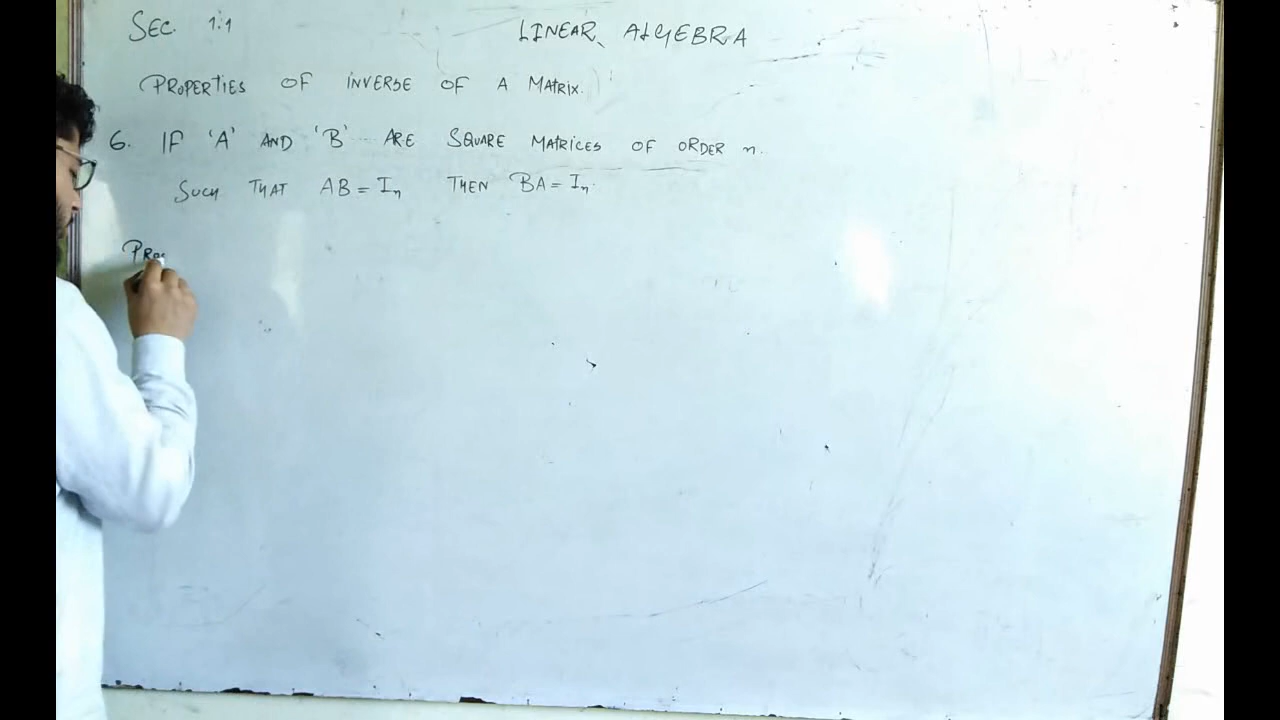 SEC. 1.1
LINEAR ALGEBRA
PROPERTIES OF INVERSE OF A MATRIX.
6. IF 'A' AND 'B' ARE SQUARE MATRICES OF ORDER n.
SUCH THAT AB = Iₙ THEN BA = Iₙ.
PROO